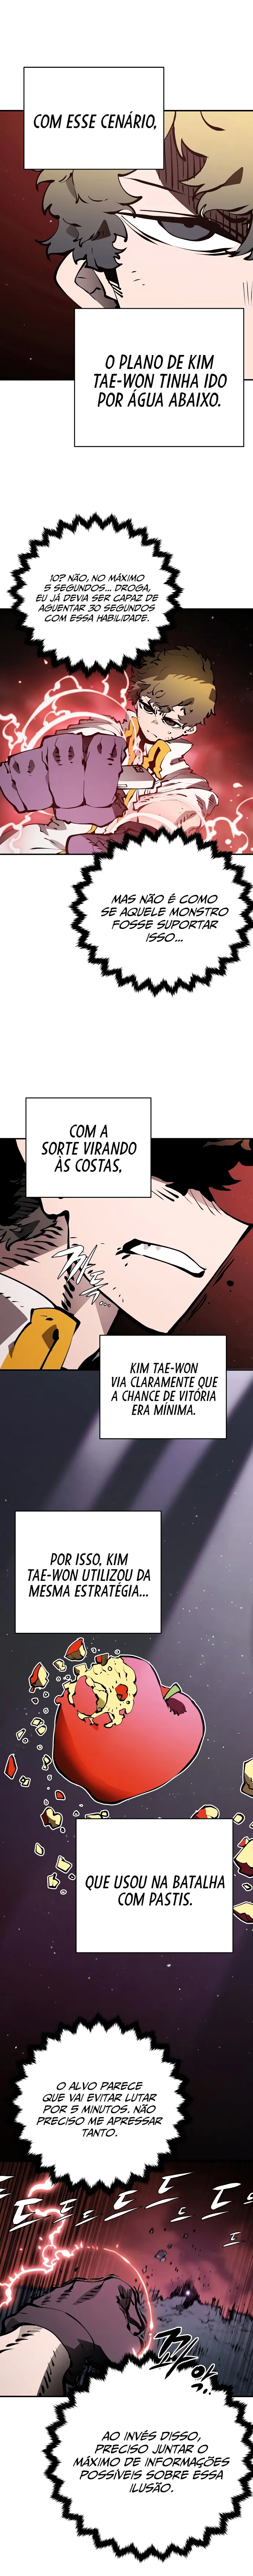 COM ESSE CENÁRIO,
O PLANO DE KIM
TAE-WON TINHA IDO
POR ÁGUA ABAIXO.
10? NÃO, NO MÁXIMO
5 SEGUNDOS... DROGA,
EU JÁ DEVIA SER CAPAZ DE
AGUENTAR 30 SEGUNDOS
COM ESSA HABILIDADE.
MAS NÃO É COMO
SE AQUELE MONSTRO
FOSSE SUPORTAR
ISSO...
COM A
SORTE VIRANDO
ÀS COSTAS,
KIM TAE-WON
VIA CLARAMENTE QUE
A CHANCE DE VITÓRIA
ERA MÍNIMA.
POR ISSO, KIM
TAE-WON UTILIZOU DA
MESMA ESTRATÉGIA...
QUE USOU NA BATALHA
COM PASTIS.
O ALVO PARECE
QUE VAI EVITAR LUTAR
POR 5 MINUTOS. NÃO
PRECISO ME APRESSAR
TANTO.
AO INVÉS DISSO,
PRECISO JUNTAR O
MÁXIMO DE INFORMAÇÕES
POSSÍVEIS SOBRE ESSA
ILUSÃO.